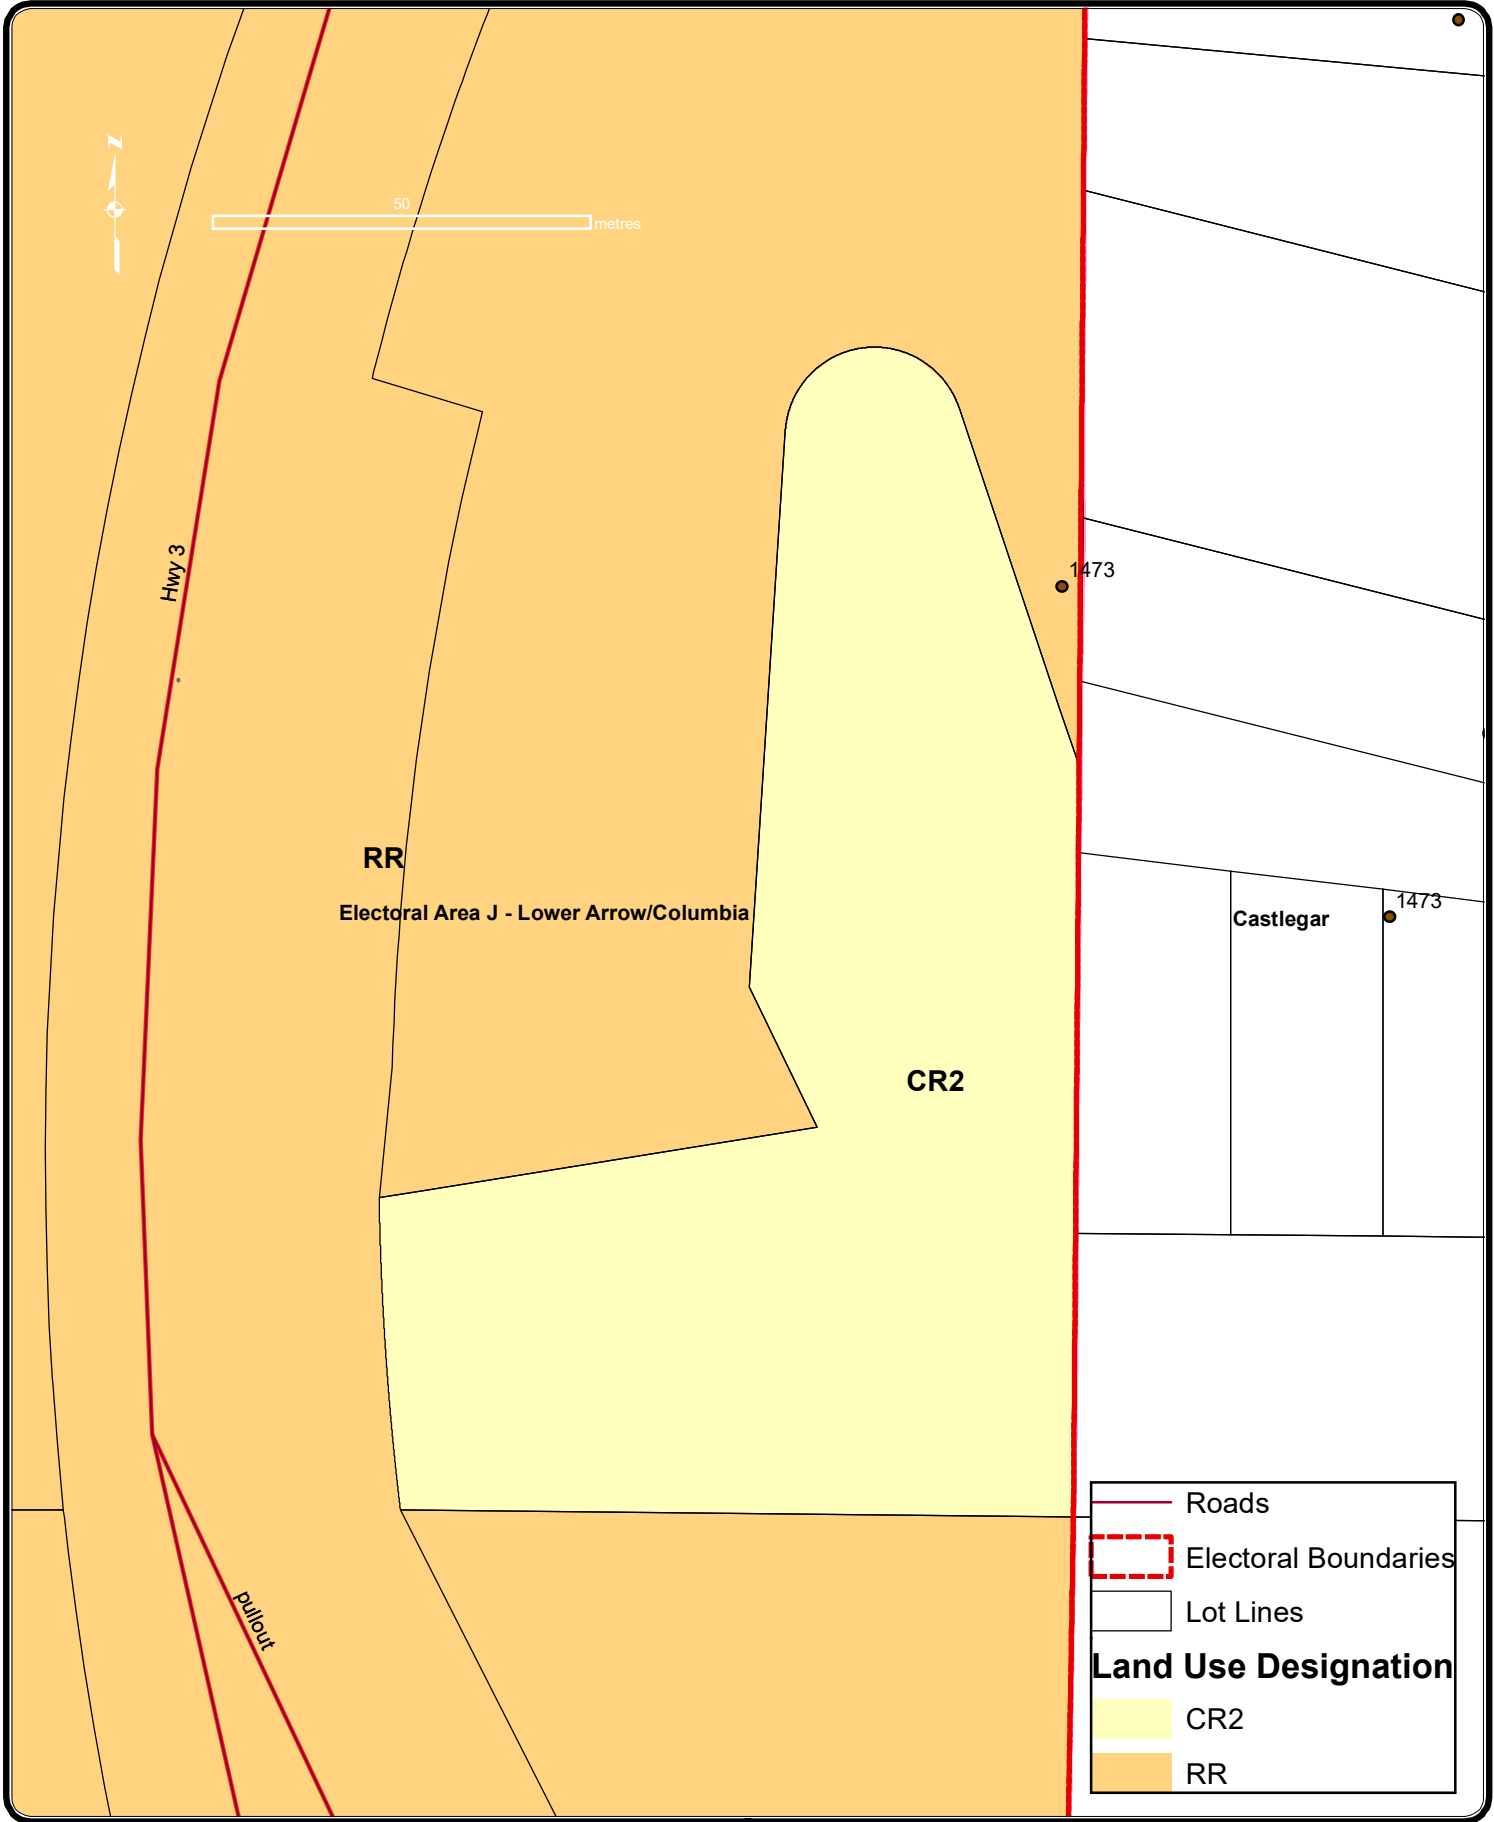 N
50
metres
Hwy 3
1473
RR
Electoral Area J - Lower Arrow/Columbia
1473
Castlegar
CR2
pullout
Roads
Electoral Boundaries
Lot Lines
Land Use Designation
CR2
RR